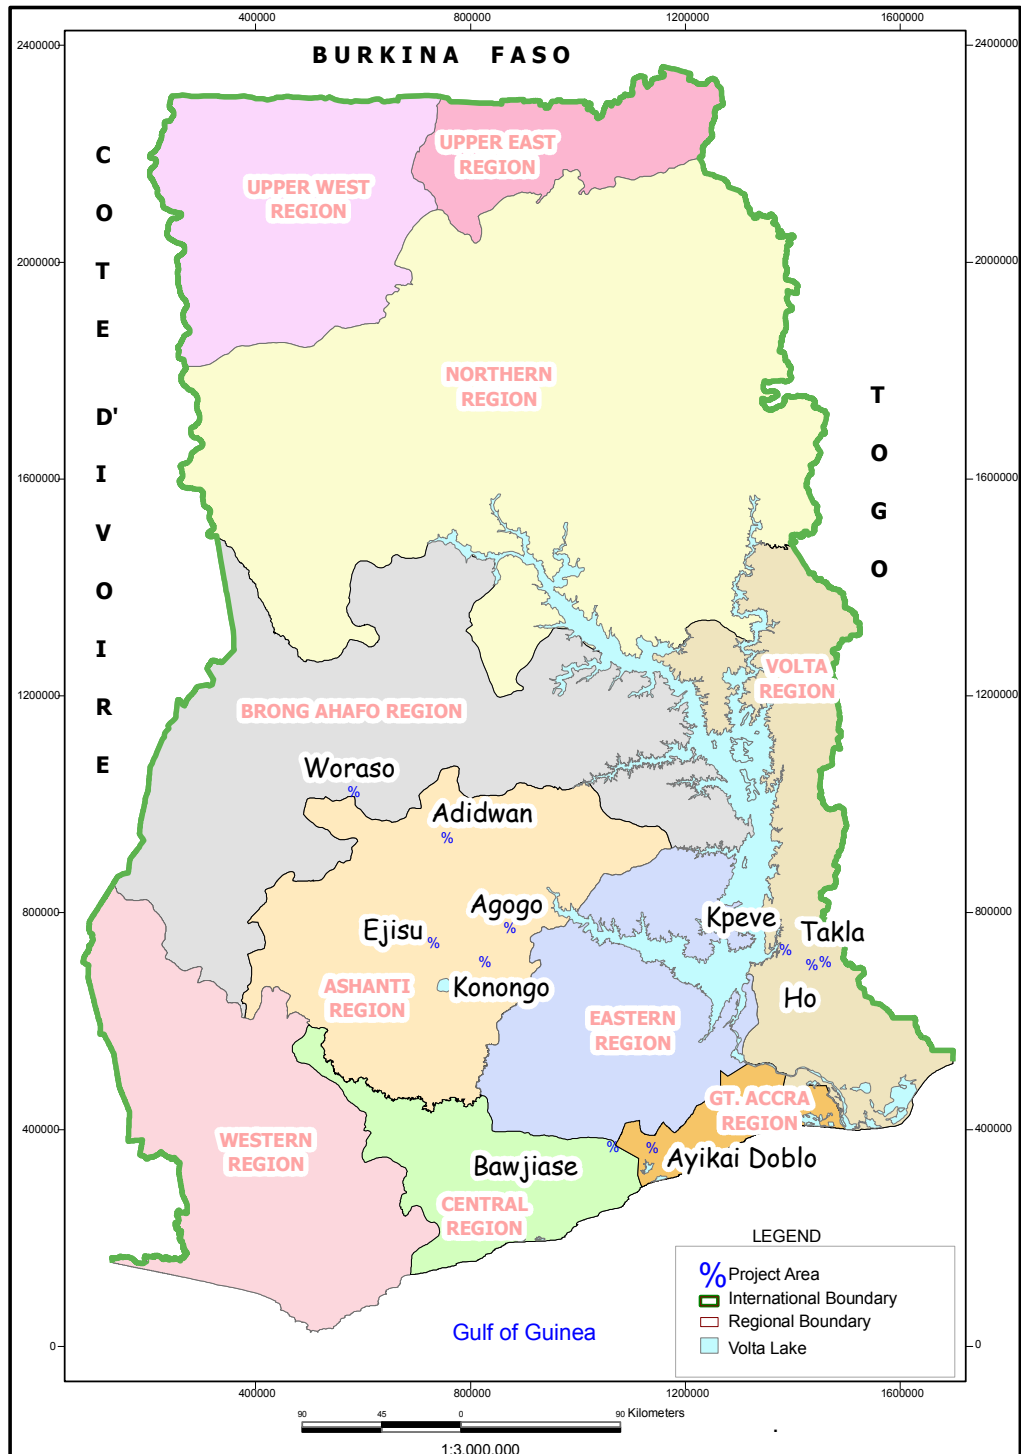 400000 800000 1200000 1600000
2400000 2400000
BURKINA FASO
COTE D' IVOIRE
UPPER EAST
REGION
UPPER WEST
REGION
2000000 2000000
NORTHERN
REGION
TOGO
1600000 1600000
VOLTA
REGION
1200000 1200000
BRONG AHAFO REGION
Woraso
%
Adidwan
%
Agogo
%
800000 800000
Kpeve
%
Takla
% %
Ejisu
%
%
Konongo
ASHANTI
REGION
Ho
EASTERN
REGION
GT. ACCRA
REGION
400000 400000
WESTERN
REGION
% %
Bawjiase
Ayikai Doblo
CENTRAL
REGION
LEGEND
% Project Area
International Boundary
Regional Boundary
Volta Lake
Gulf of Guinea
0 0
400000 800000 1200000 1600000
90 45 0 90 Kilometers
1:3,000,000